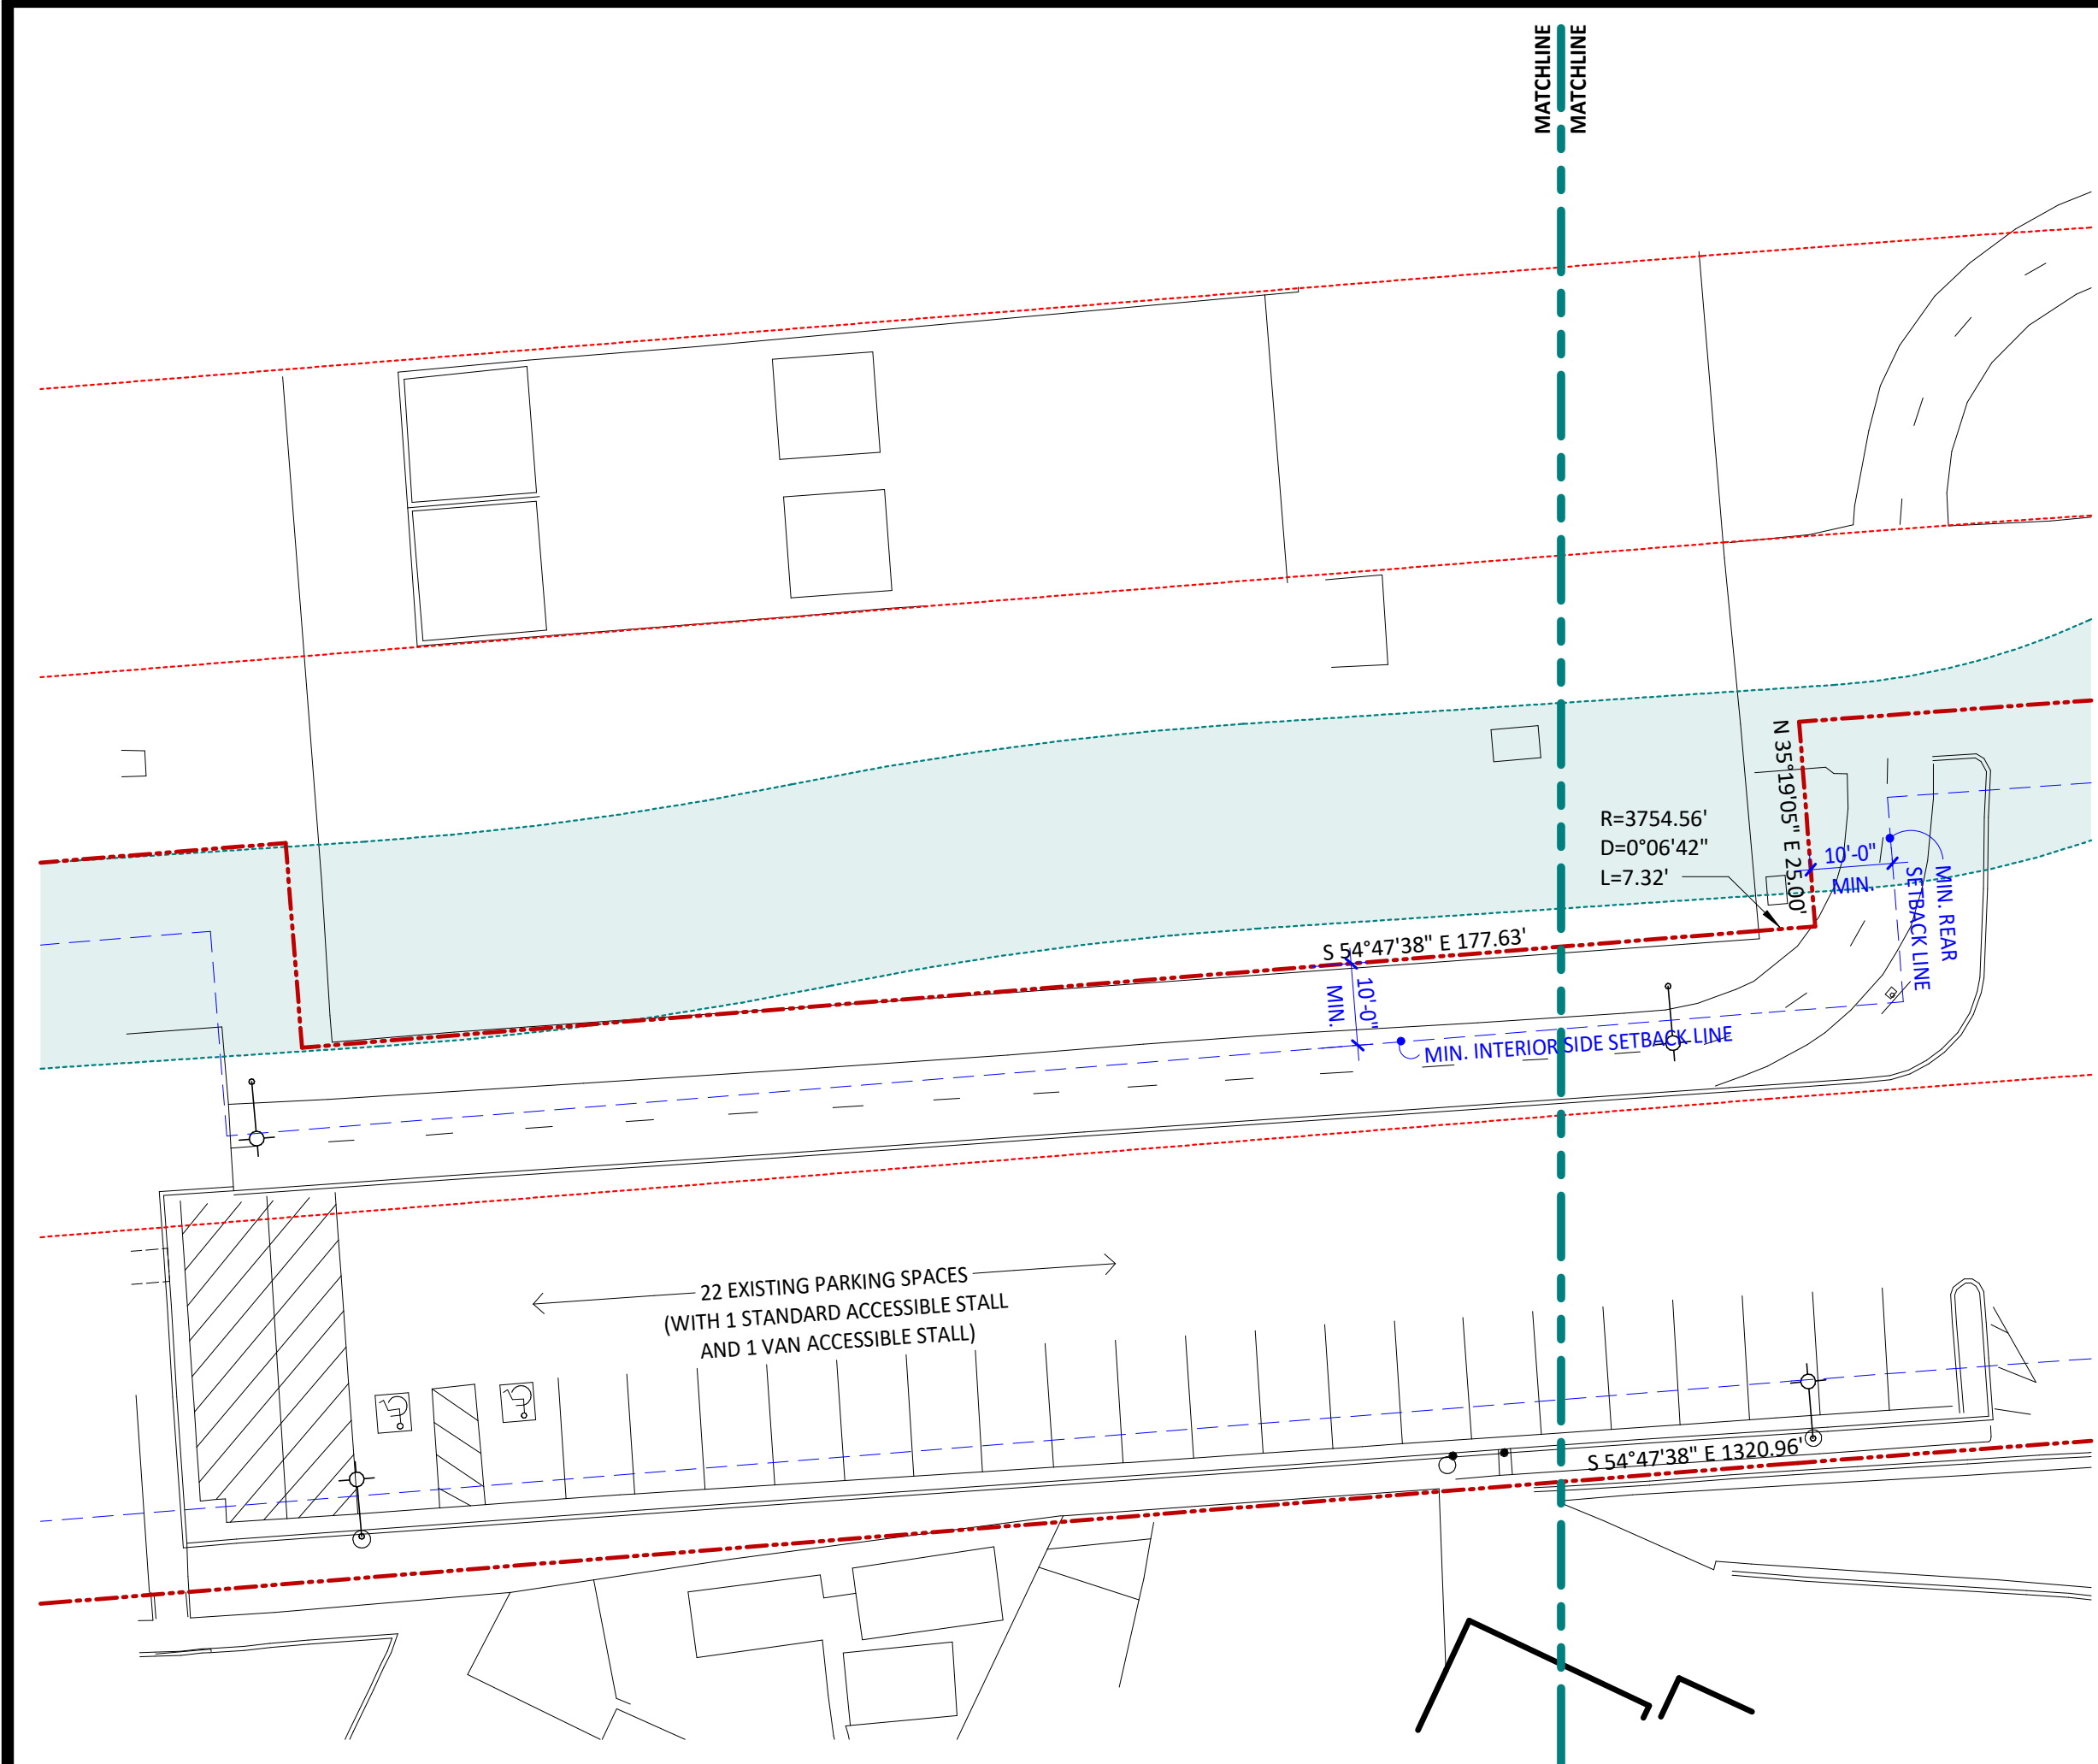 MATCHLINE
MATCHLINE
N 35°19'05" E 25.00'
R=3754.56'
D=0°06'42"
L=7.32'
10'-0"
MIN.
MIN. REAR
SETBACK LINE
S 54°47'38" E 177.63'
10'-0"
MIN.
MIN. INTERIOR SIDE SETBACK LINE
22 EXISTING PARKING SPACES
(WITH 1 STANDARD ACCESSIBLE STALL
AND 1 VAN ACCESSIBLE STALL)
S 54°47'38" E 1320.96'